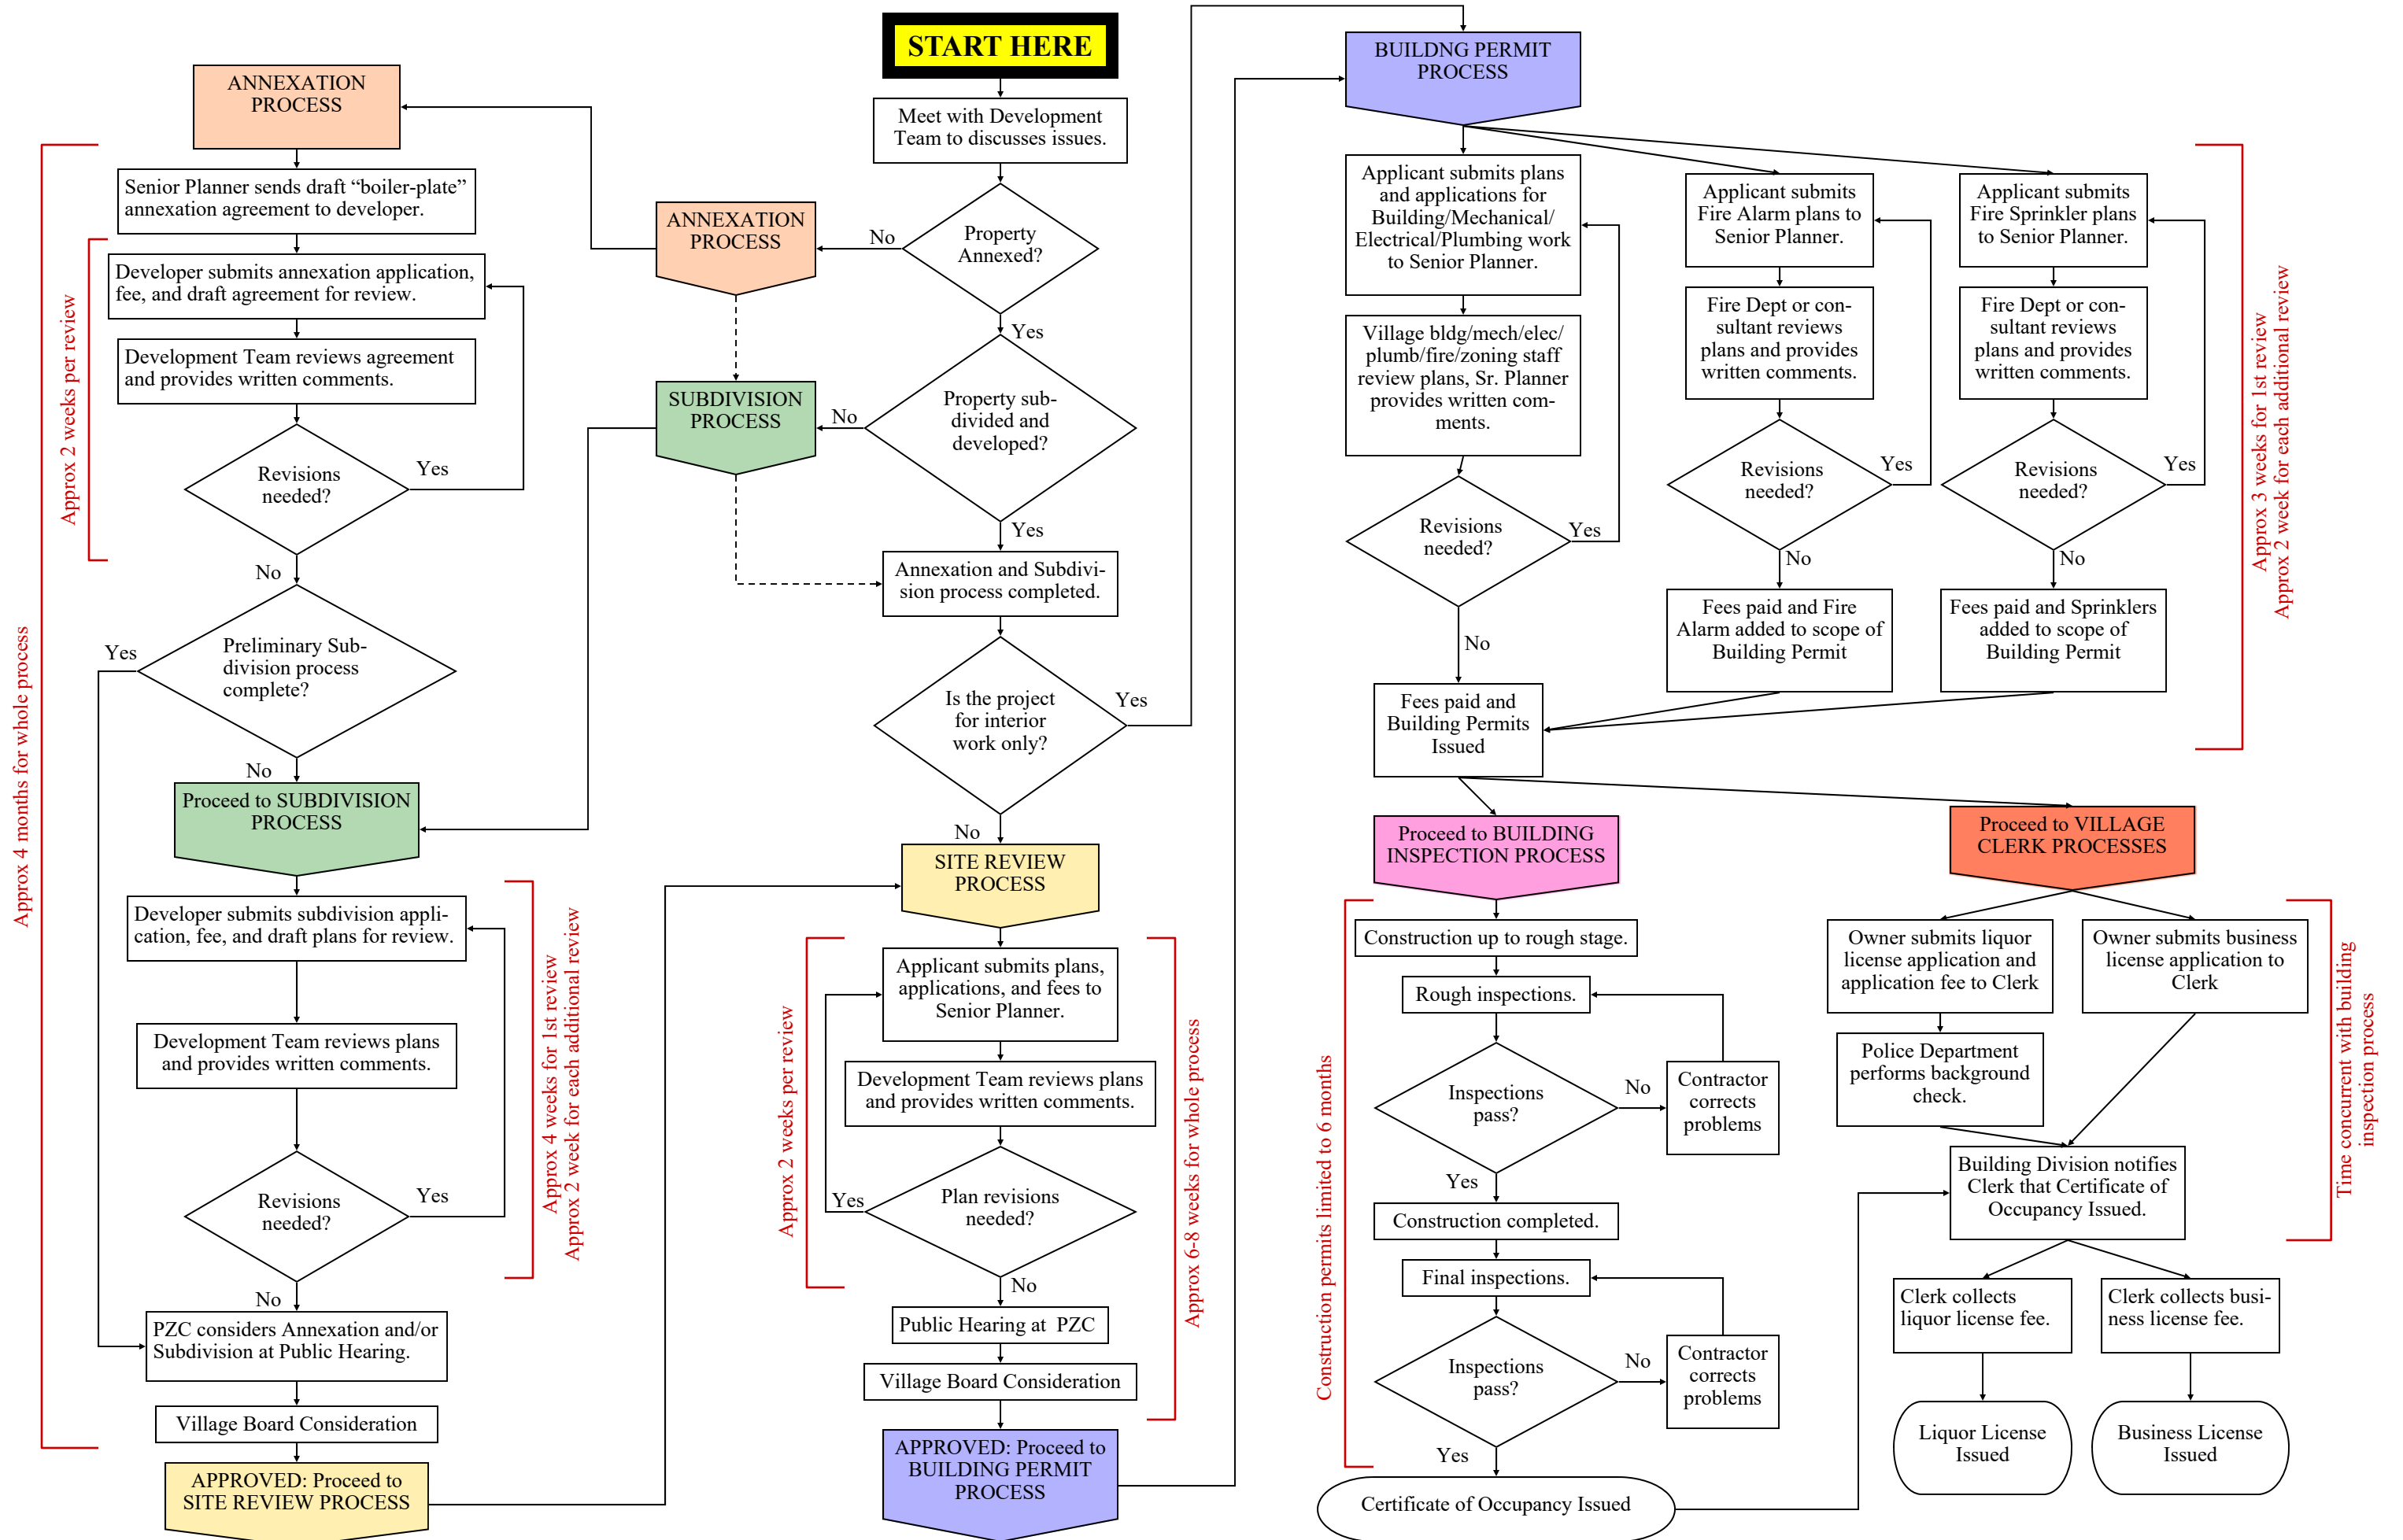 START HERE
Meet with Development
Team to discusses issues.
Property
Annexed?
No
Yes
ANNEXATION
PROCESS
SUBDIVISION
PROCESS
No
Property sub-
divided and
developed?
Yes
Annexation and Subdivi-
sion process completed.
Is the project
for interior
work only?
Yes
No
SITE REVIEW
PROCESS
Applicant submits plans,
applications, and fees to
Senior Planner.
Development Team reviews plans
and provides written comments.
Plan revisions
needed?
Yes
No
Public Hearing at PZC
Village Board Consideration
APPROVED: Proceed to
BUILDING PERMIT
PROCESS
Approx 2 weeks per review
Approx 6-8 weeks for whole process
ANNEXATION
PROCESS
Senior Planner sends draft “boiler-plate”
annexation agreement to developer.
Developer submits annexation application,
fee, and draft agreement for review.
Development Team reviews agreement
and provides written comments.
Revisions
needed?
Yes
No
Preliminary Sub-
division process
complete?
Yes
No
Proceed to SUBDIVISION
PROCESS
Developer submits subdivision appli-
cation, fee, and draft plans for review.
Development Team reviews plans
and provides written comments.
Revisions
needed?
Yes
No
PZC considers Annexation and/or
Subdivision at Public Hearing.
Village Board Consideration
APPROVED: Proceed to
SITE REVIEW PROCESS
Approx 4 months for whole process
Approx 2 weeks per review
Approx 4 weeks for 1st review
Approx 2 week for each additional review
BUILDNG PERMIT
PROCESS
Applicant submits plans
and applications for
Building/Mechanical/
Electrical/Plumbing work
to Senior Planner.
Village bldg/mech/elec/
plumb/fire/zoning staff
review plans, Sr. Planner
provides written com-
ments.
Revisions
needed?
Yes
No
Fees paid and
Building Permits
Issued
Applicant submits
Fire Alarm plans to
Senior Planner.
Fire Dept or con-
sultant reviews
plans and provides
written comments.
Revisions
needed?
Yes
No
Fees paid and Fire
Alarm added to scope of
Building Permit
Applicant submits
Fire Sprinkler plans
to Senior Planner.
Fire Dept or con-
sultant reviews
plans and provides
written comments.
Revisions
needed?
Yes
No
Fees paid and Sprinklers
added to scope of
Building Permit
Approx 3 weeks for 1st review
Approx 2 week for each additional review
Proceed to BUILDING
INSPECTION PROCESS
Construction up to rough stage.
Rough inspections.
Inspections
pass?
No
Contractor
corrects
problems
Yes
Construction completed.
Final inspections.
Inspections
pass?
No
Contractor
corrects
problems
Yes
Certificate of Occupancy Issued
Construction permits limited to 6 months
Proceed to VILLAGE
CLERK PROCESSES
Owner submits liquor
license application and
application fee to Clerk
Owner submits business
license application to
Clerk
Police Department
performs background
check.
Building Division notifies
Clerk that Certificate of
Occupancy Issued.
Clerk collects
liquor license fee.
Clerk collects busi-
ness license fee.
Liquor License
Issued
Business License
Issued
Time concurrent with building
inspection process